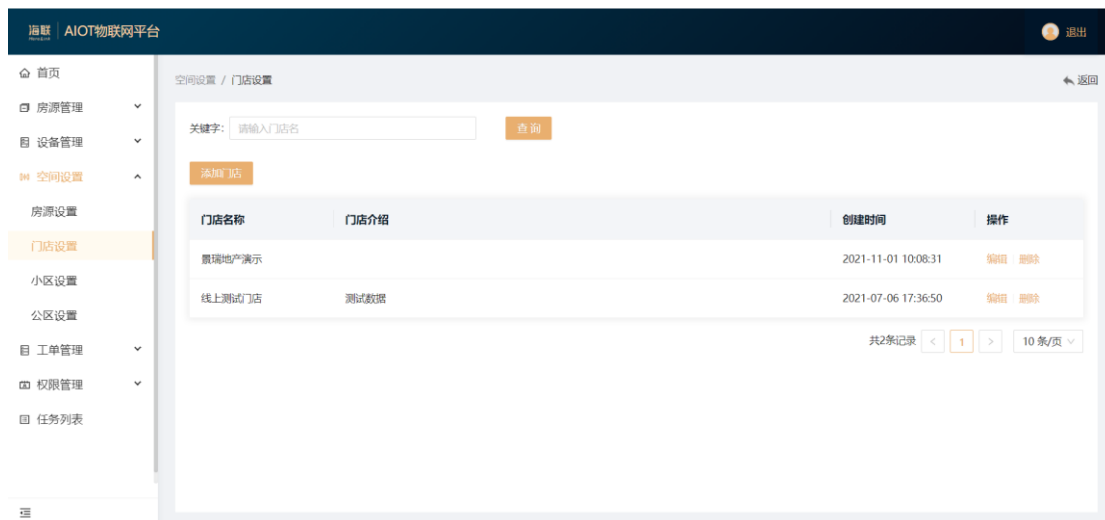 海联 AIOT物联网平台 退出
首页
房源管理
设备管理
空间设置
房源设置
门店设置
小区设置
公区设置
工单管理
权限管理
任务列表
空间设置 / 门店设置 返回
关键字: 请输入门店名 查 询
添加门店
门店名称 门店介绍 创建时间 操作
景瑞地产演示 2021-11-01 10:08:31 编辑 删除
线上测试门店 测试数据 2021-07-06 17:36:50 编辑 删除
共2条记录 < 1 > 10 条/页